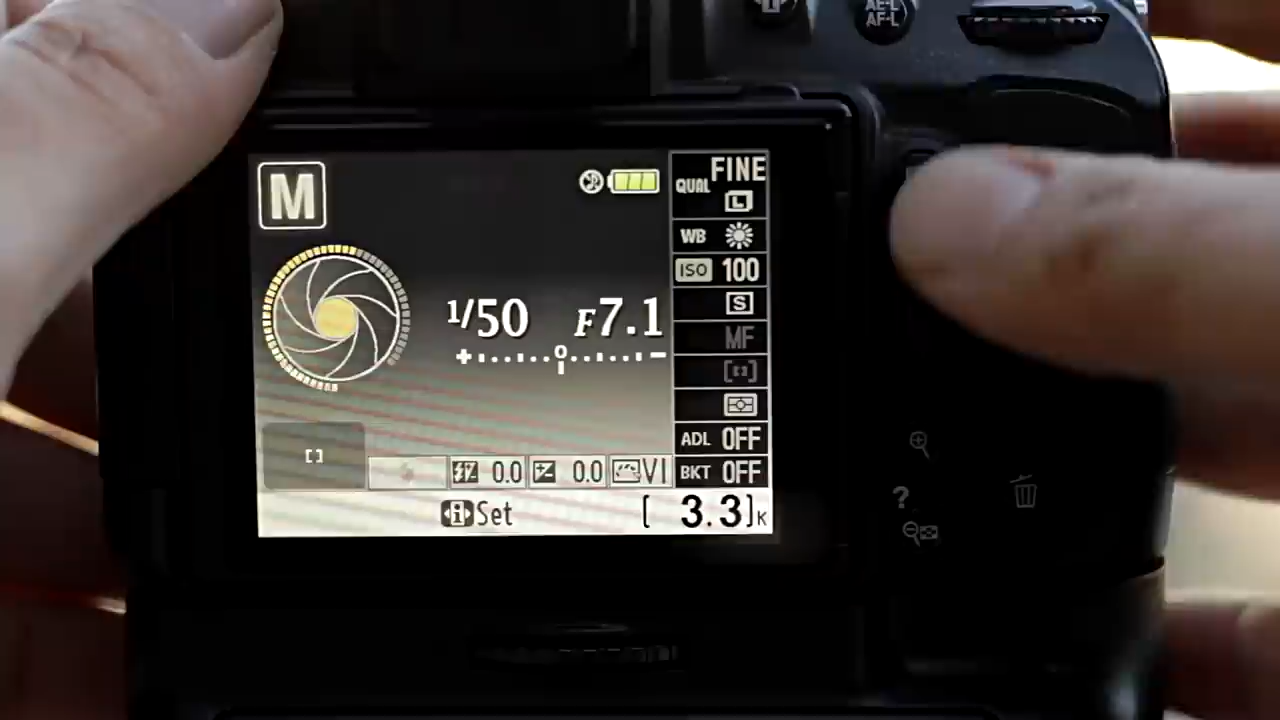 AE-L
AF-L
M
QUAL FINE
L
WB
ISO 100
1/50 F7.1
S
+ 0 -
MF
ADL OFF
0.0 0.0 VI
BKT OFF
i Set [ 3.3]K
?